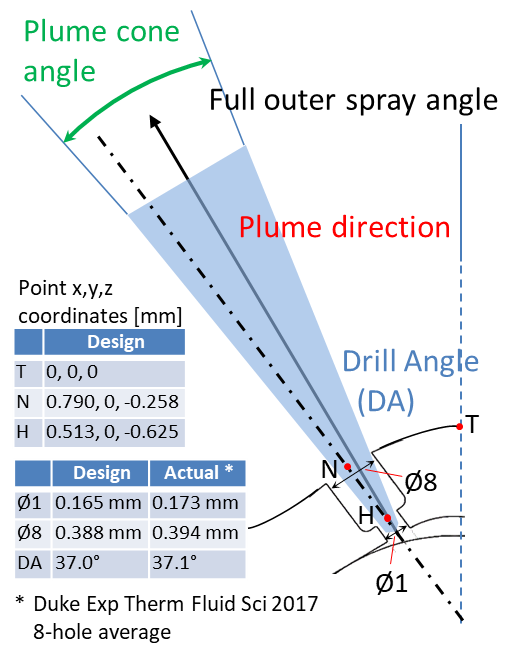 Plume cone
angle
Full outer spray angle
Plume direction
Point x,y,z
coordinates [mm]
Design
T 0, 0, 0
N 0.790, 0, -0.258
H 0.513, 0, -0.625
Drill Angle
(DA)
T
N
Ø8
H
Ø1
Design Actual *
Ø1 0.165 mm 0.173 mm
Ø8 0.388 mm 0.394 mm
DA 37.0° 37.1°
* Duke Exp Therm Fluid Sci 2017
8-hole average